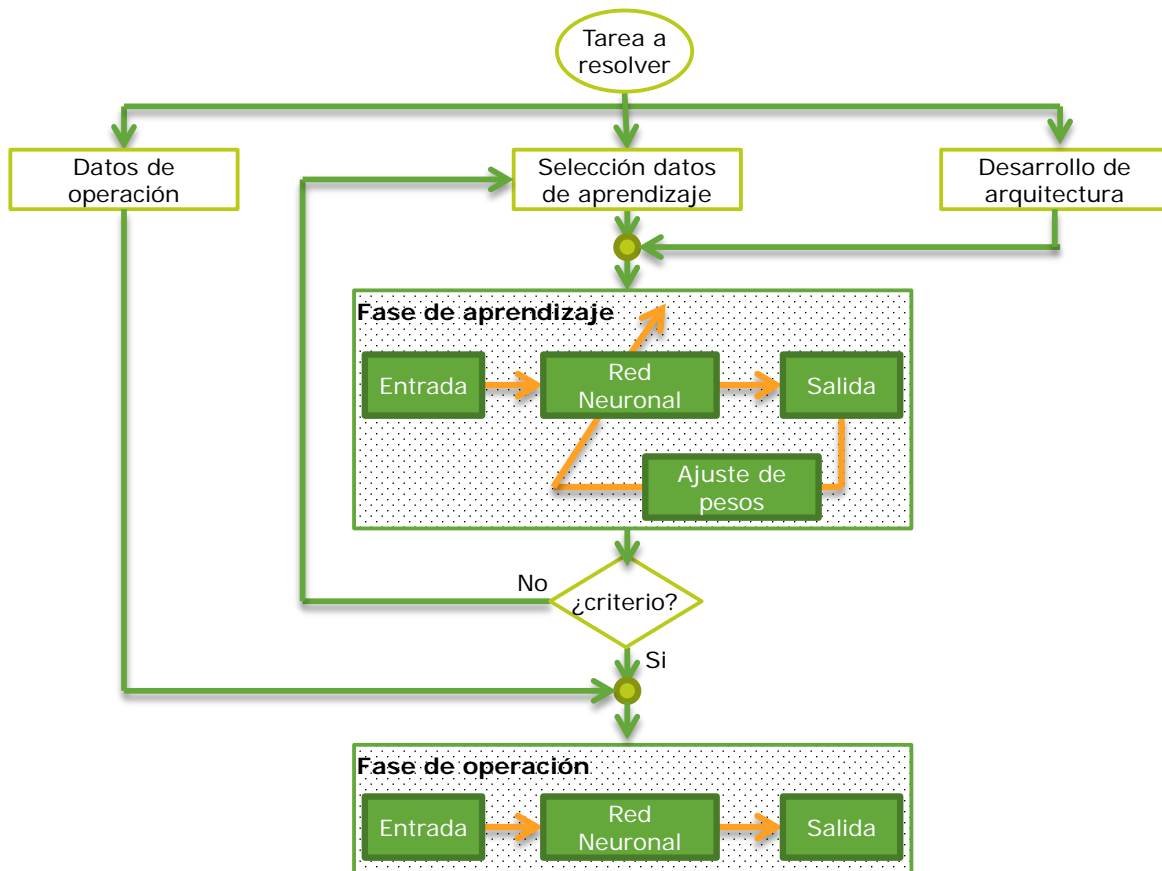 Tarea a
resolver
Datos de
operación
Selección datos
de aprendizaje
Desarrollo de
arquitectura
Fase de aprendizaje
Entrada
Red
Neuronal
Salida
Ajuste de
pesos
No
¿criterio?
Si
Fase de operación
Entrada
Red
Neuronal
Salida